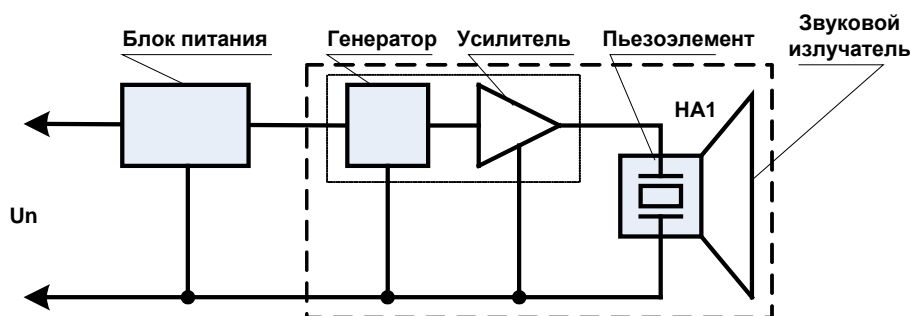 Звуковой
излучатель
Блок питания
Генератор
Усилитель
Пьезоэлемент
HA1
Un